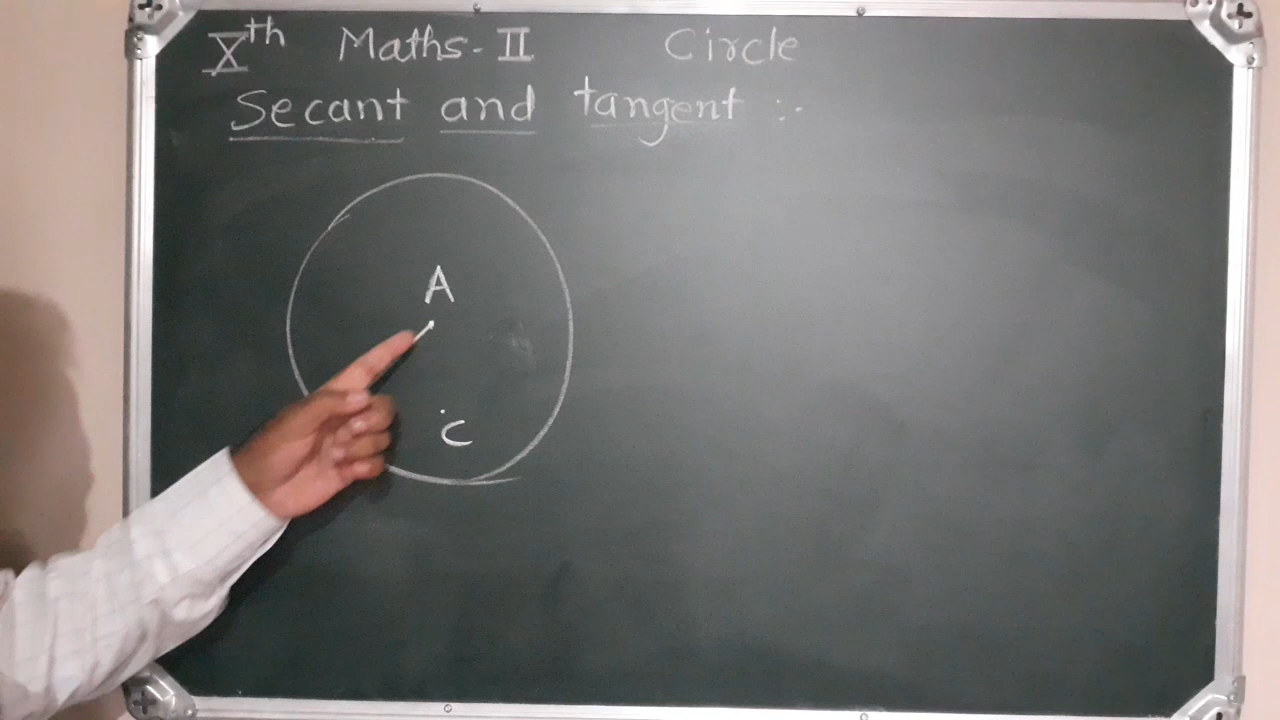 Xth Maths-II Circle
Secant and tangent :-
A
C